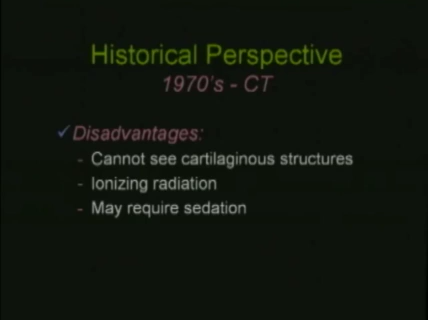 Historical Perspective
1970's - CT
✓Disadvantages:
- Cannot see cartilaginous structures
- Ionizing radiation
- May require sedation